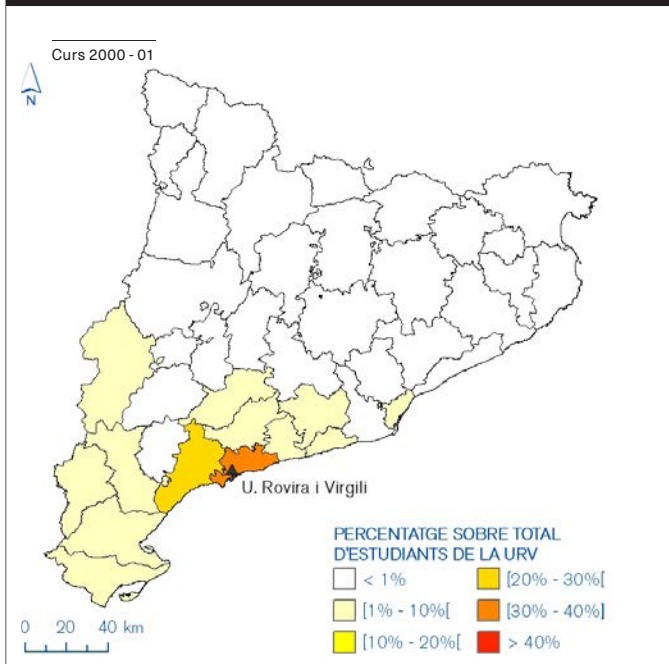 Curs 2000 - 01
N
U. Rovira i Virgili
PERCENTATGE SOBRE TOTAL
D'ESTUDIANTS DE LA URV
< 1%
[1% - 10%[
[10% - 20%[
[20% - 30%[
[30% - 40%]
> 40%
0 20 40 km